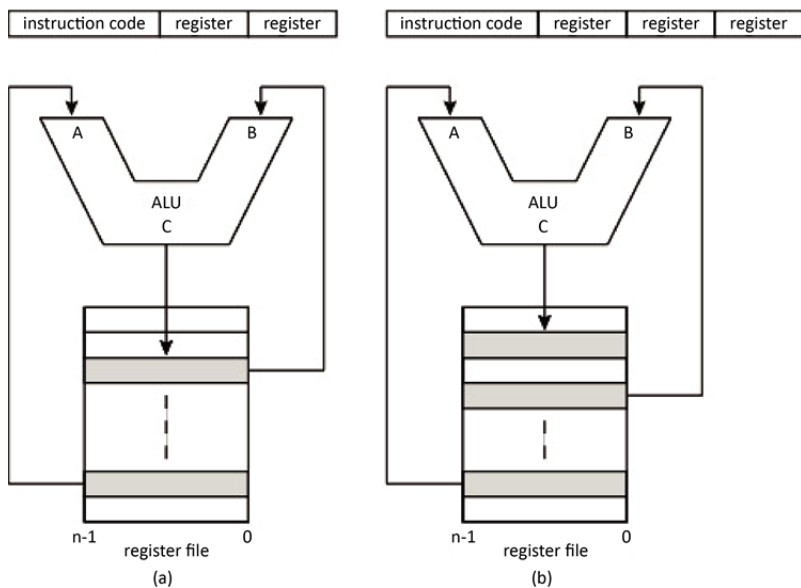 instruction code register register
A B
ALU
C
n-1 0
register file
(a)
instruction code register register register
A B
ALU
C
n-1 0
register file
(b)